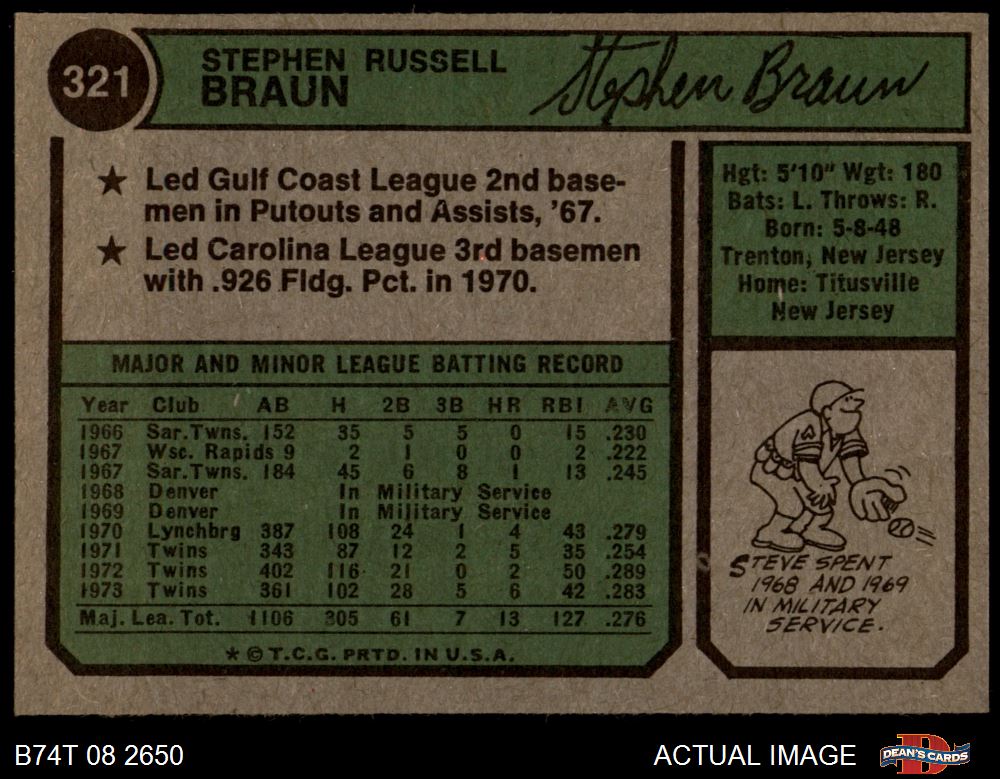 321
STEPHEN RUSSELL
BRAUN
Stephen Braun
★ Led Gulf Coast League 2nd base-
men in Putouts and Assists, '67.
★ Led Carolina League 3rd basemen
with .926 Fldg. Pct. in 1970.
Hgt: 5'10" Wgt: 180
Bats: L. Throws: R.
Born: 5-8-48
Trenton, New Jersey
Home: Titusville
New Jersey
MAJOR AND MINOR LEAGUE BATTING RECORD
Year Club AB H 2B 3B HR RBI AVG
1966 Sar.Twns. 152 35 5 5 0 15 .230
1967 Wsc. Rapids 9 2 1 0 0 2 .222
1967 Sar.Twns. 184 45 6 8 1 13 .245
1968 Denver In Military Service
1969 Denver In Military Service
1970 Lynchbrg 387 108 24 1 4 43 .279
1971 Twins 343 87 12 2 5 35 .254
1972 Twins 402 116 21 0 2 50 .289
1973 Twins 361 102 28 5 6 42 .283
Maj. Lea. Tot. 1106 305 61 7 13 127 .276
★ © T.C.G. PRTD. IN U.S.A.
STEVE SPENT
1968 AND 1969
IN MILITARY
SERVICE.
B74T 08 2650
ACTUAL IMAGE
DEAN'S CARDS